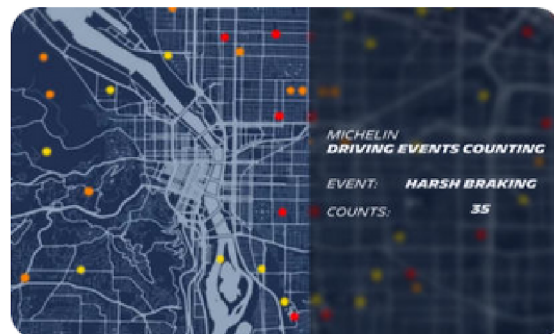 MICHELIN
DRIVING EVENTS COUNTING
EVENT: HARSH BRAKING
COUNTS: 35